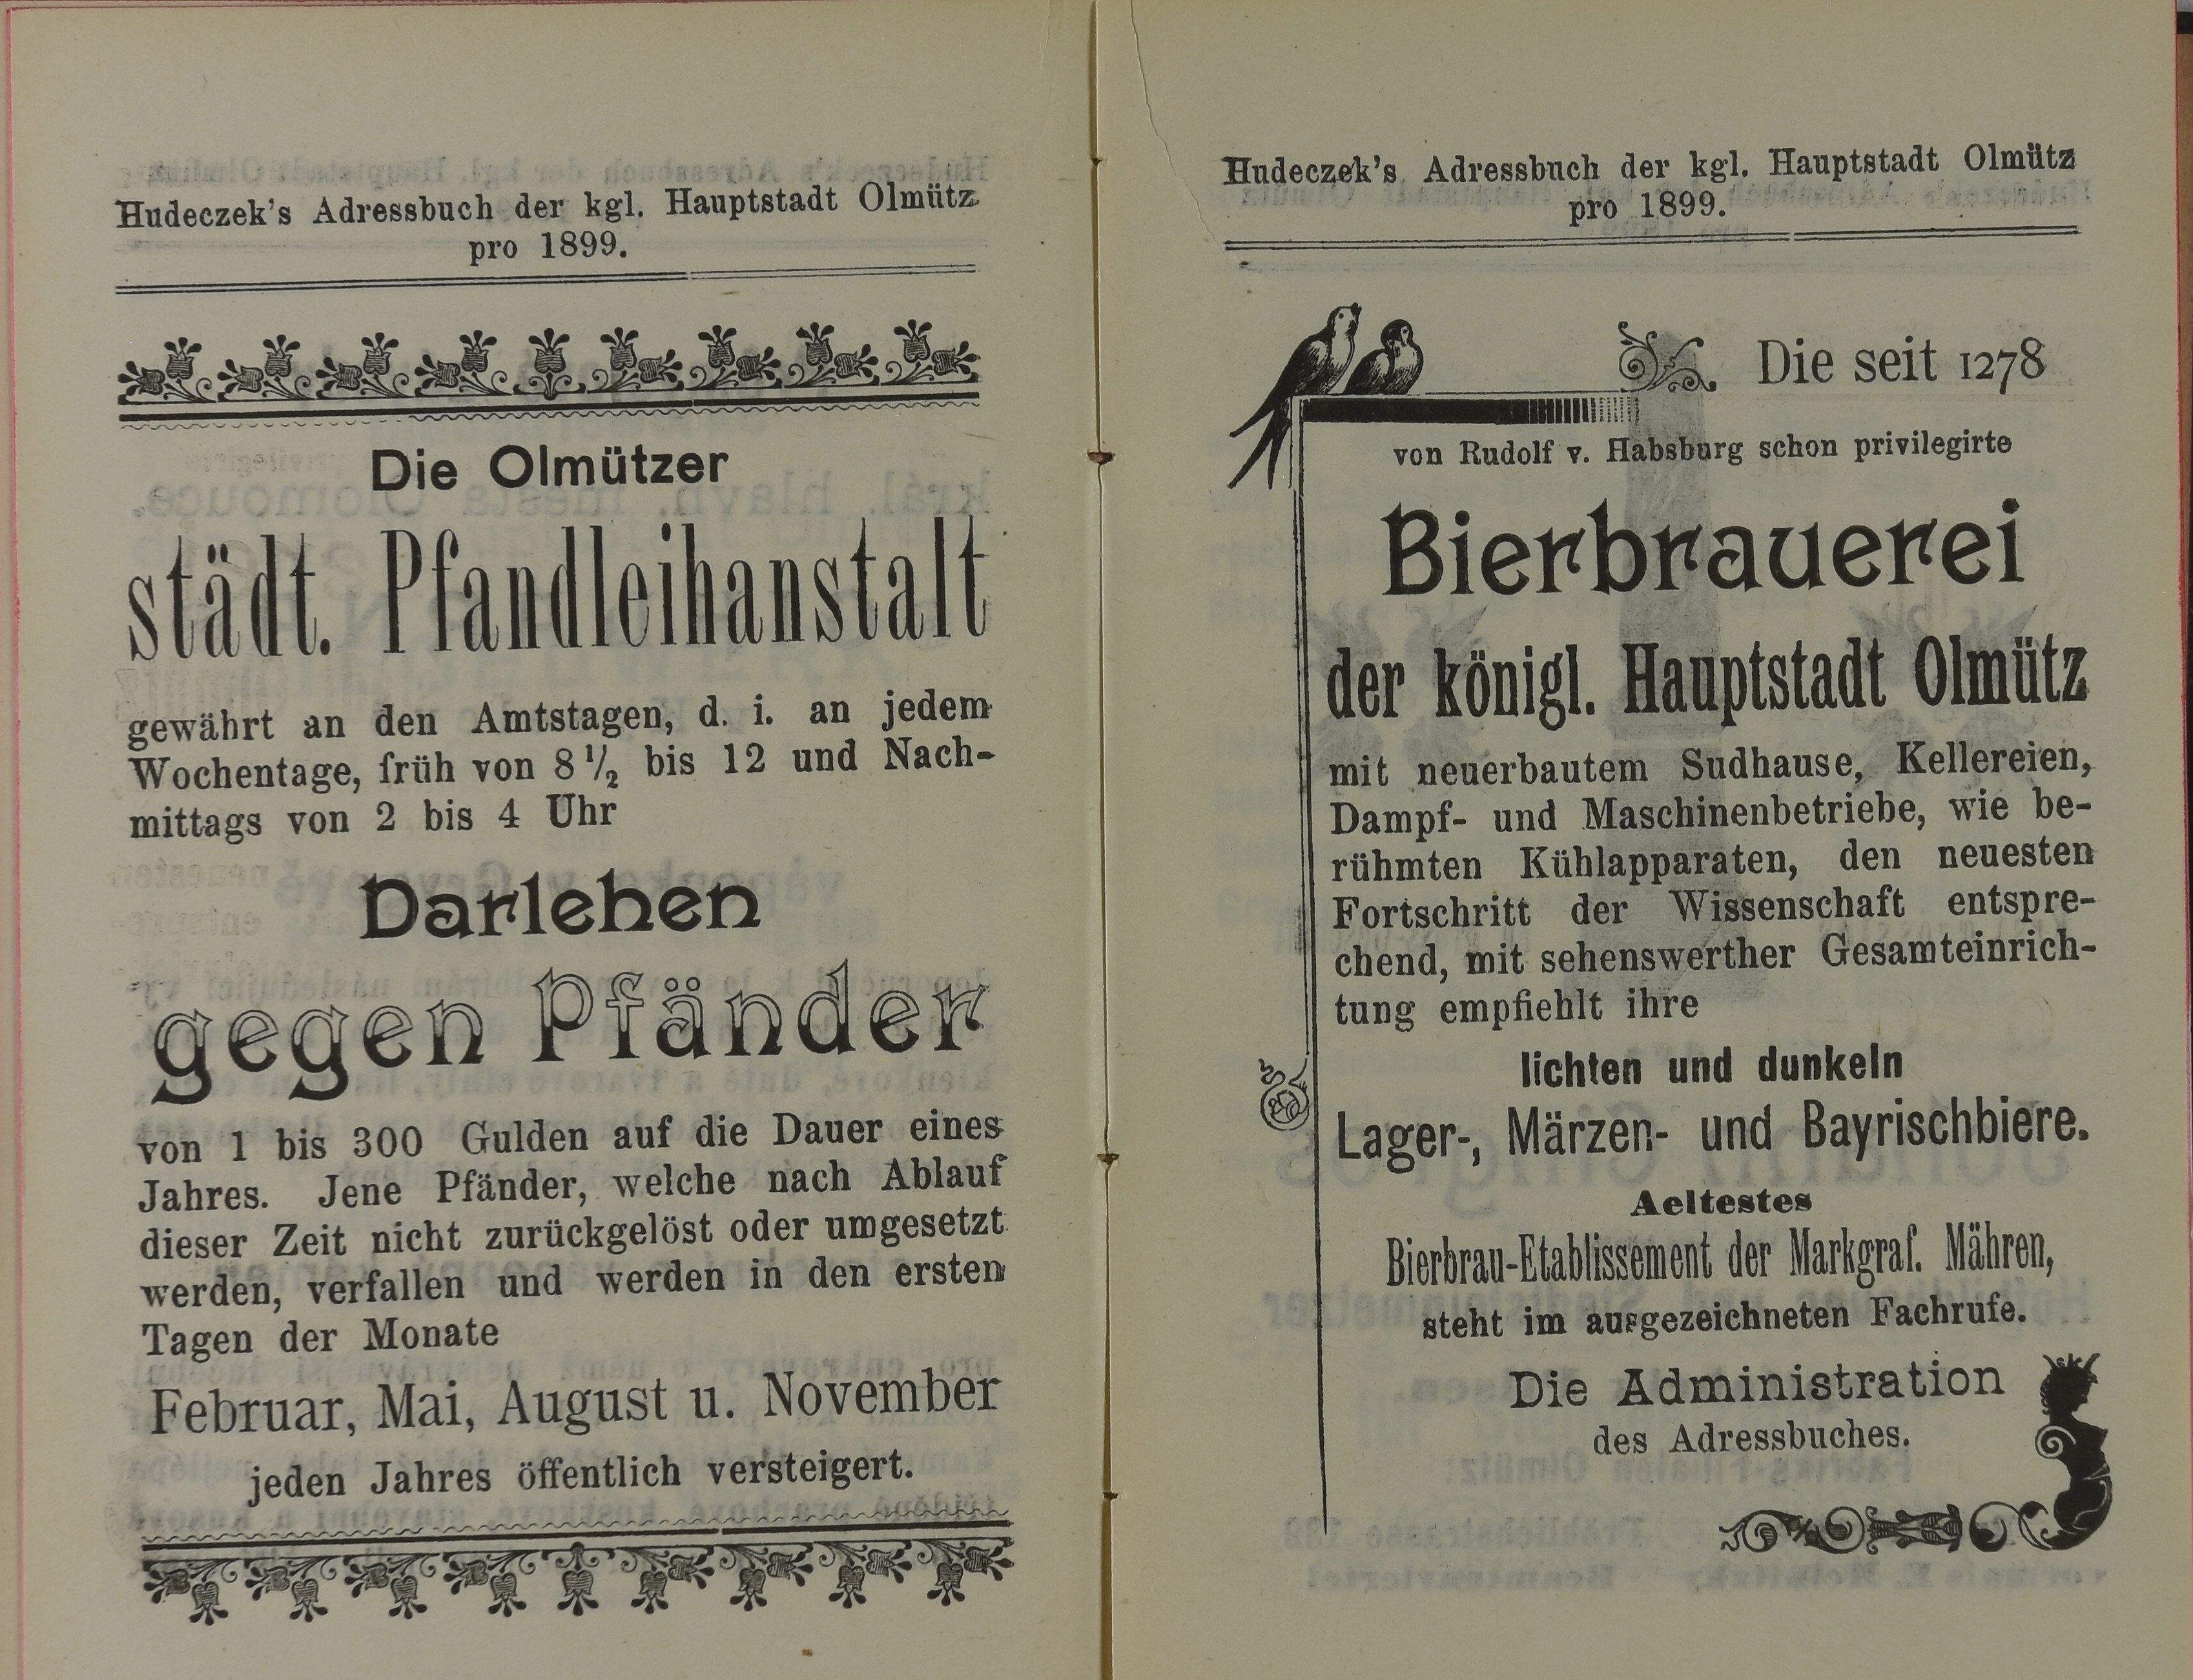 Hudeczek's Adressbuch der kgl. Hauptstadt Olmütz
pro 1899.
Die Olmützer
städt. Pfandleihanstalt
gewährt an den Amtstagen, d. i. an jedem
Wochentage, früh von 8 1/2 bis 12 und Nach-
mittags von 2 bis 4 Uhr
Darlehen
gegen Pfänder
von 1 bis 300 Gulden auf die Dauer eines
Jahres. Jene Pfänder, welche nach Ablauf
dieser Zeit nicht zurückgelöst oder umgesetzt
werden, verfallen und werden in den ersten
Tagen der Monate
Februar, Mai, August u. November
jeden Jahres öffentlich versteigert.
Hudeczek's Adressbuch der kgl. Hauptstadt Olmütz
pro 1899.
Die seit 1278
von Rudolf v. Habsburg schon privilegirte
Bierbrauerei
der königl. Hauptstadt Olmütz
mit neuerbautem Sudhause, Kellereien,
Dampf- und Maschinenbetriebe, wie be-
rühmten Kühlapparaten, den neuesten
Fortschritt der Wissenschaft entspre-
chend, mit sehenswerther Gesamteinrich-
tung empfiehlt ihre
lichten und dunkeln
Lager-, Märzen- und Bayrischbiere.
Aeltestes
Bierbrau-Etablissement der Markgraf. Mähren,
steht im ausgezeichneten Fachrufe.
Die Administration
des Adressbuches.